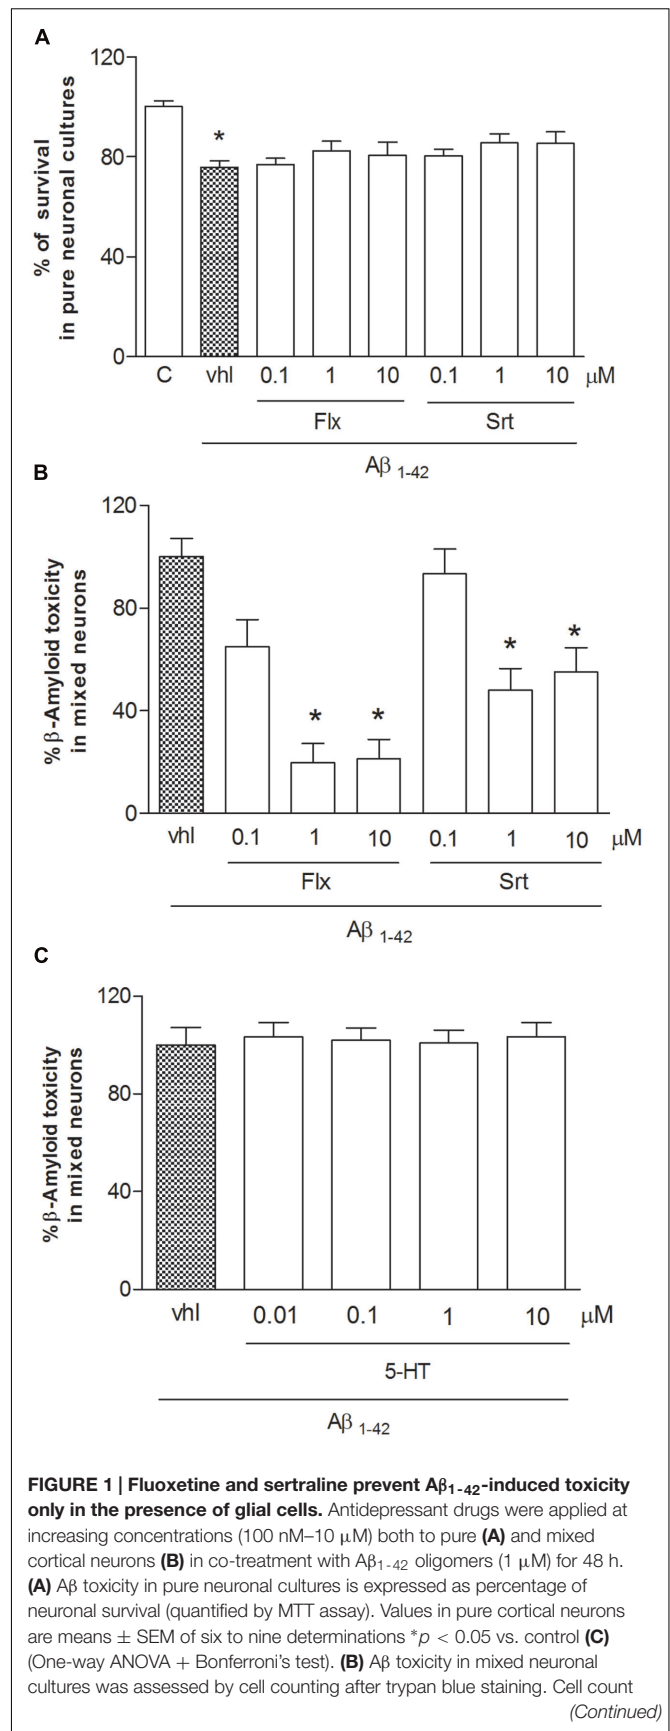 A
120
80
40
0
% of survival
in pure neuronal cultures
*
C vhl 0.1 1 10 0.1 1 10 μM
Flx Srt
Aβ 1-42
B
120
80
40
0
%β-Amyloid toxicity
in mixed neurons
* * * *
vhl 0.1 1 10 0.1 1 10 μM
Flx Srt
Aβ 1-42
C
120
80
40
0
%β-Amyloid toxicity
in mixed neurons
vhl 0.01 0.1 1 10 μM
5-HT
Aβ 1-42
FIGURE 1 | Fluoxetine and sertraline prevent Aβ1-42-induced toxicity
only in the presence of glial cells. Antidepressant drugs were applied at
increasing concentrations (100 nM–10 μM) both to pure (A) and mixed
cortical neurons (B) in co-treatment with Aβ1-42 oligomers (1 μM) for 48 h.
(A) Aβ toxicity in pure neuronal cultures is expressed as percentage of
neuronal survival (quantified by MTT assay). Values in pure cortical neurons
are means ± SEM of six to nine determinations *p < 0.05 vs. control (C)
(One-way ANOVA + Bonferroni's test). (B) Aβ toxicity in mixed neuronal
cultures was assessed by cell counting after trypan blue staining. Cell count
(Continued)